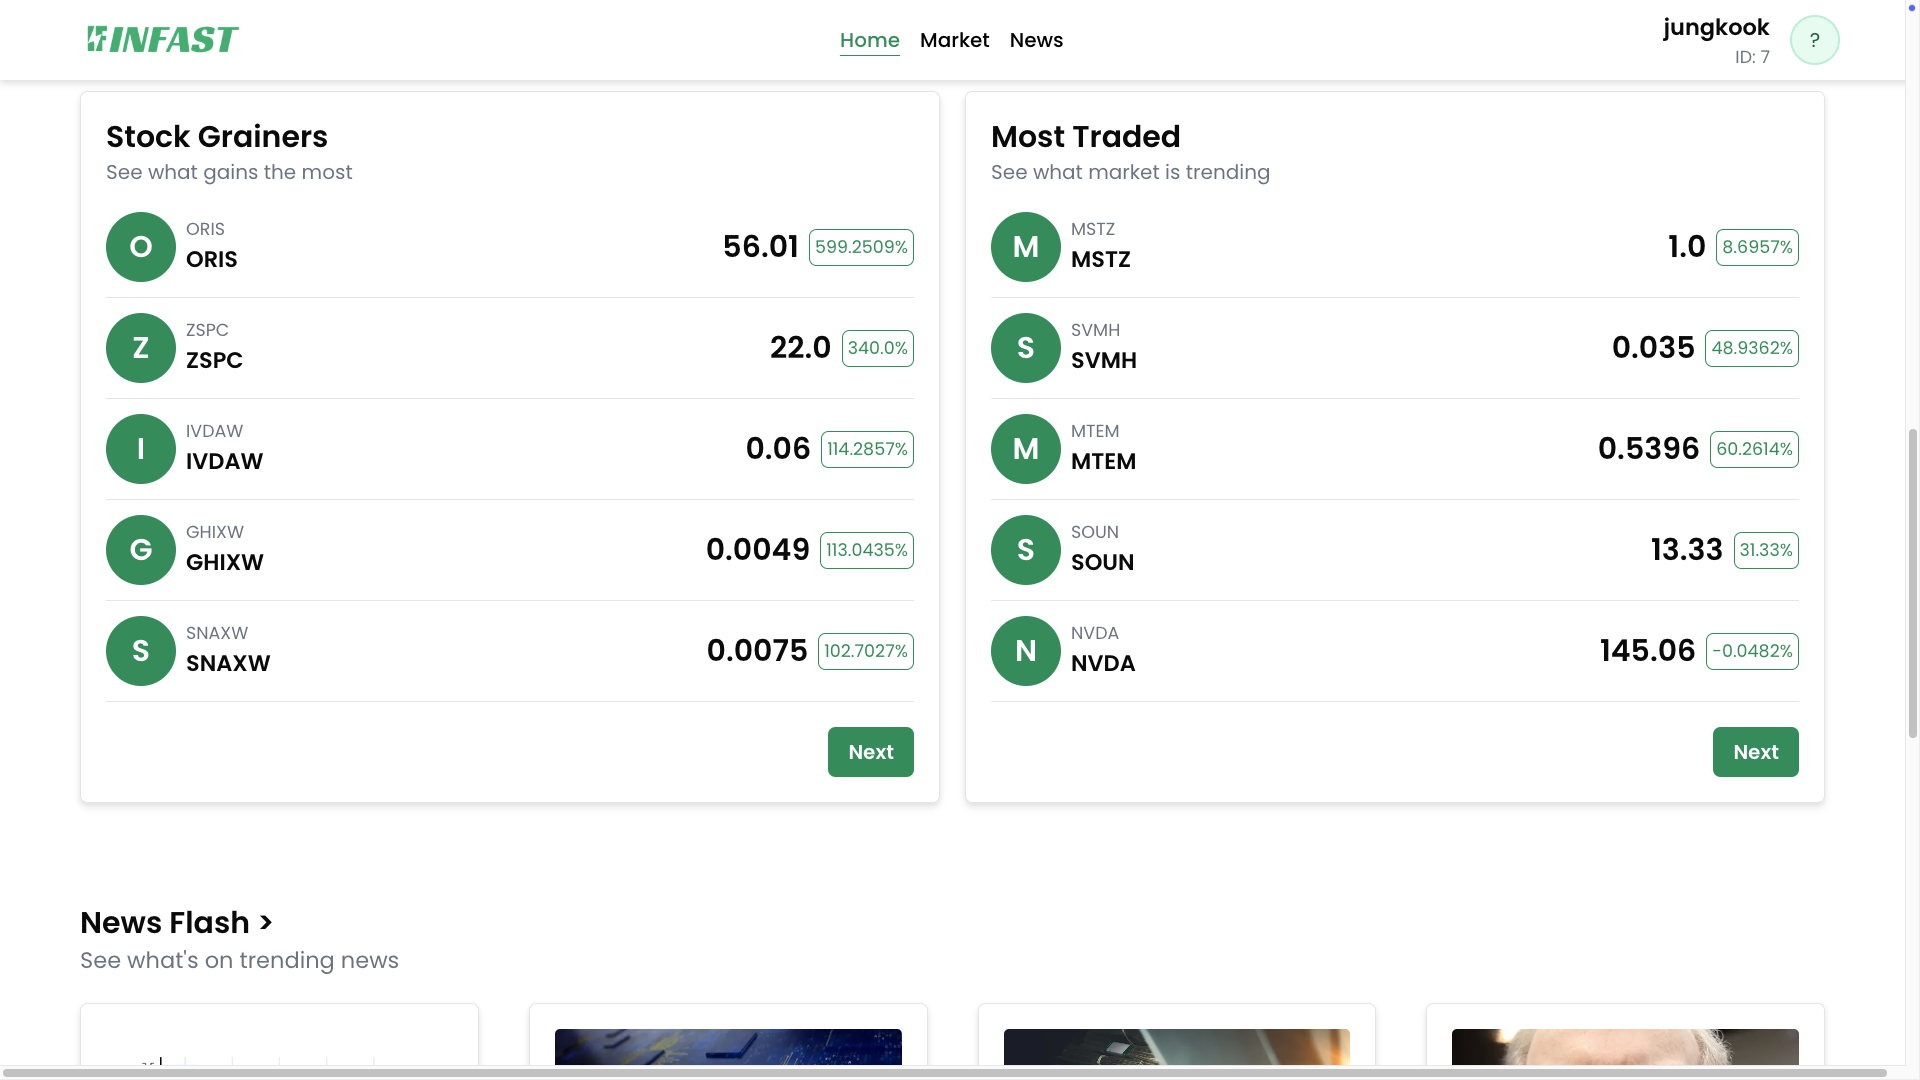 FINFAST
Home Market News
jungkook
ID: 7
?
Stock Grainers
See what gains the most
O
ORIS
ORIS
56.01 599.2509%
Z
ZSPC
ZSPC
22.0 340.0%
I
IVDAW
IVDAW
0.06 114.2857%
G
GHIXW
GHIXW
0.0049 113.0435%
S
SNAXW
SNAXW
0.0075 102.7027%
Next
Most Traded
See what market is trending
M
MSTZ
MSTZ
1.0 8.6957%
S
SVMH
SVMH
0.035 48.9362%
M
MTEM
MTEM
0.5396 60.2614%
S
SOUN
SOUN
13.33 31.33%
N
NVDA
NVDA
145.06 -0.0482%
Next
News Flash >
See what's on trending news